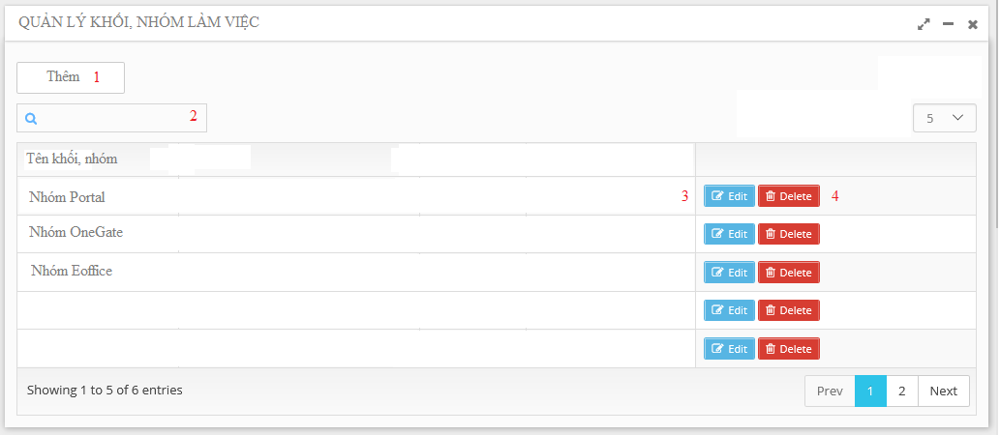 QUẢN LÝ KHỐI, NHÓM LÀM VIỆC
Thêm 1
2
5
Tên khối, nhóm
Nhóm Portal 3 Edit Delete 4
Nhóm OneGate Edit Delete
Nhóm Eoffice Edit Delete
Edit Delete
Edit Delete
Showing 1 to 5 of 6 entries Prev 1 2 Next